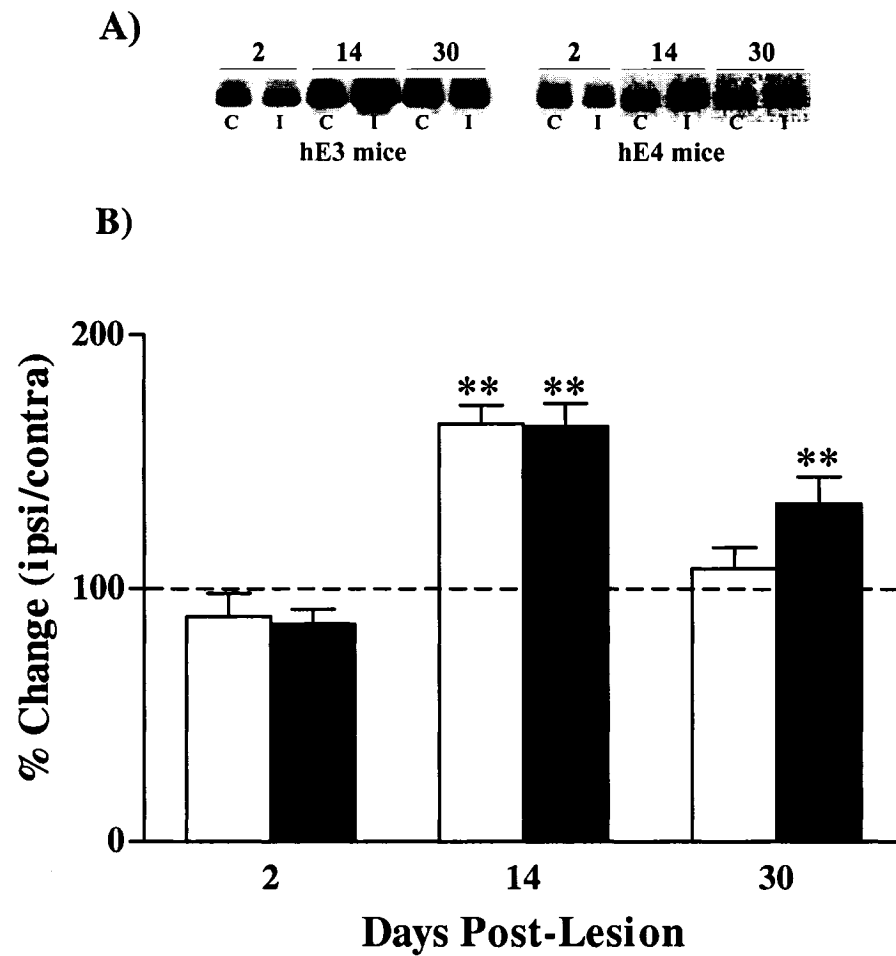 A)
2 14 30 2 14 30
C I C I C I C I C I C I
hE3 mice hE4 mice
B)
% Change (ipsi/contra)
200
** ** **
100
0
2 14 30
Days Post-Lesion